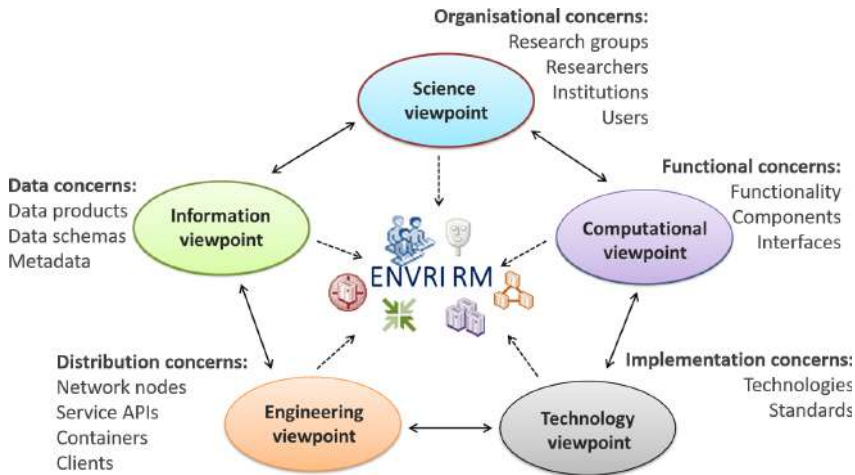 Organisational concerns:
Research groups
Researchers
Institutions
Users
Science
viewpoint
Data concerns:
Data products
Data schemas
Metadata
Information
viewpoint
Functional concerns:
Functionality
Components
Interfaces
Computational
viewpoint
ENVRI RM
Distribution concerns:
Network nodes
Service APIs
Containers
Clients
Engineering
viewpoint
Implementation concerns:
Technologies
Standards
Technology
viewpoint